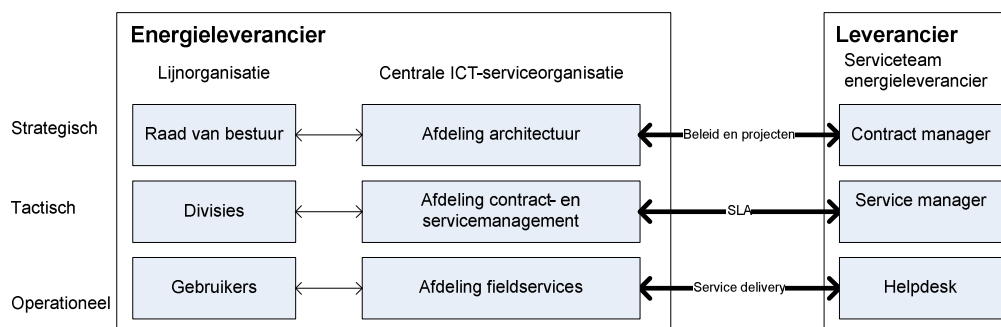 Energieleverancier
Leverancier
Lijnorganisatie
Centrale ICT-serviceorganisatie
Serviceteam
energieleverancier
Strategisch
Raad van bestuur
Afdeling architectuur
Beleid en projecten
Contract manager
Tactisch
Divisies
Afdeling contract- en
servicemanagement
SLA
Service manager
Operationeel
Gebruikers
Afdeling fieldservices
Service delivery
Helpdesk